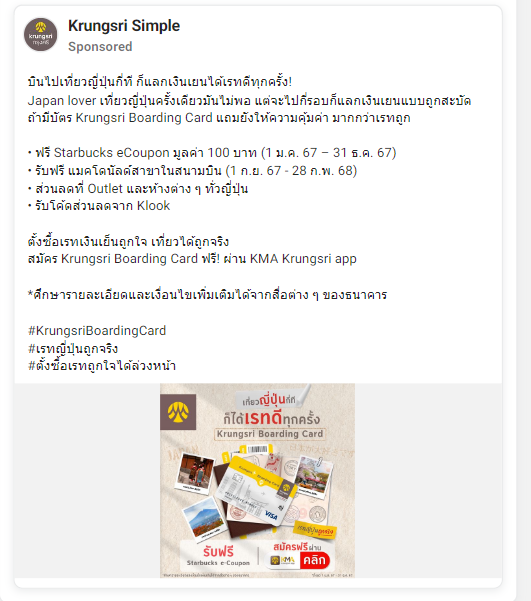 krungsri
กรุงศรี
Krungsri Simple
Sponsored
บินไปเที่ยวญี่ปุ่นกี่ที ก็แลกเงินเยนได้เรทดีทุกครั้ง!
Japan lover เที่ยวญี่ปุ่นครั้งเดียวมันไม่พอ แต่จะไปกี่รอบก็แลกเงินเยนแบบถูกสะบัด
ถ้ามีบัตร Krungsri Boarding Card แถมยังให้ความคุ้มค่า มากกว่าเรทถูก
• ฟรี Starbucks eCoupon มูลค่า 100 บาท (1 ม.ค. 67 – 31 ธ.ค. 67)
• รับฟรี แมคโดนัลด์สาขาในสนามบิน (1 ก.ย. 67 - 28 ก.พ. 68)
• ส่วนลดที่ Outlet และห้างต่าง ๆ ทั่วญี่ปุ่น
• รับโค้ดส่วนลดจาก Klook
ตั้งซื้อเรทเงินเย็นถูกใจ เที่ยวได้ถูกจริง
สมัคร Krungsri Boarding Card ฟรี! ผ่าน KMA Krungsri app
*ศึกษารายละเอียดและเงื่อนไขเพิ่มเติมได้จากสื่อต่าง ๆ ของธนาคาร
#KrungsriBoardingCard
#เรทญี่ปุ่นถูกจริง
#ตั้งซื้อเรทถูกใจได้ล่วงหน้า
เที่ยวญี่ปุ่นกี่ที
ก็ได้เรทดีทุกครั้ง
Krungsri Boarding Card
Boarding Card
VISA
รับฟรี
Starbucks e-Coupon
สมัครฟรีผ่าน
KMA
คลิก